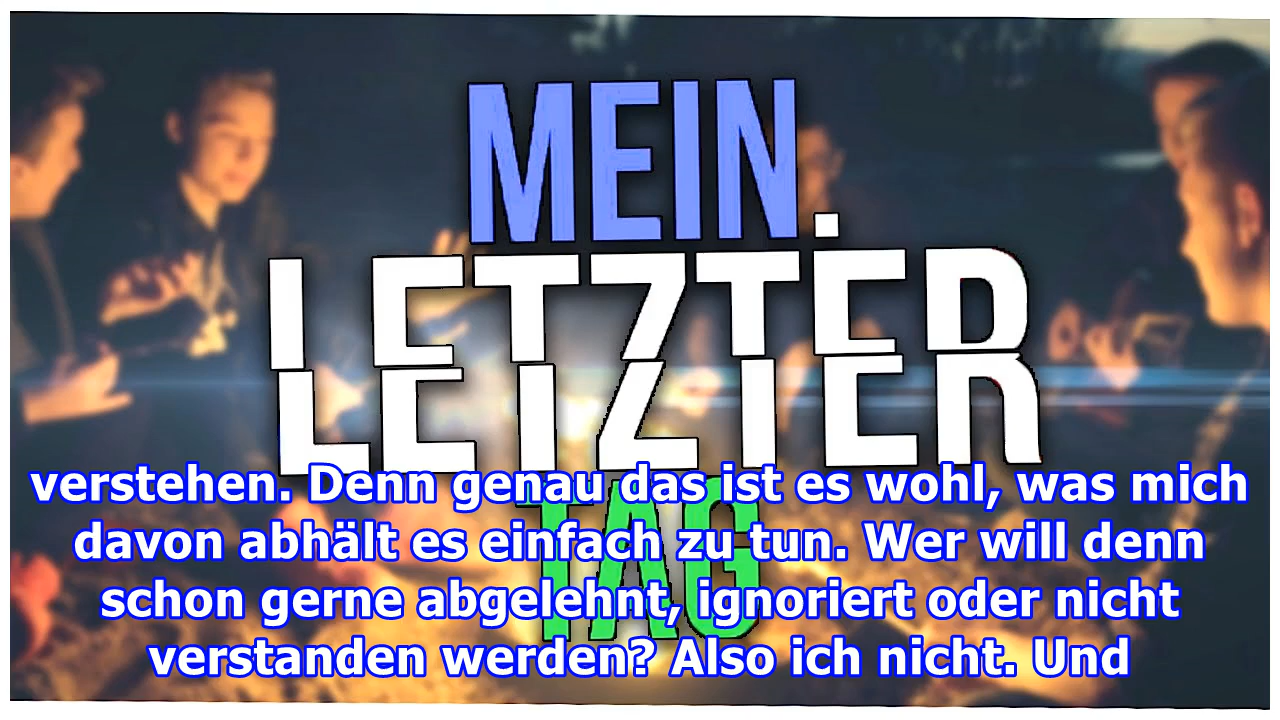 MEIN.
LETZTER
TAG
verstehen. Denn genau das ist es wohl, was mich
davon abhält es einfach zu tun. Wer will denn
schon gerne abgelehnt, ignoriert oder nicht
verstanden werden? Also ich nicht. Und